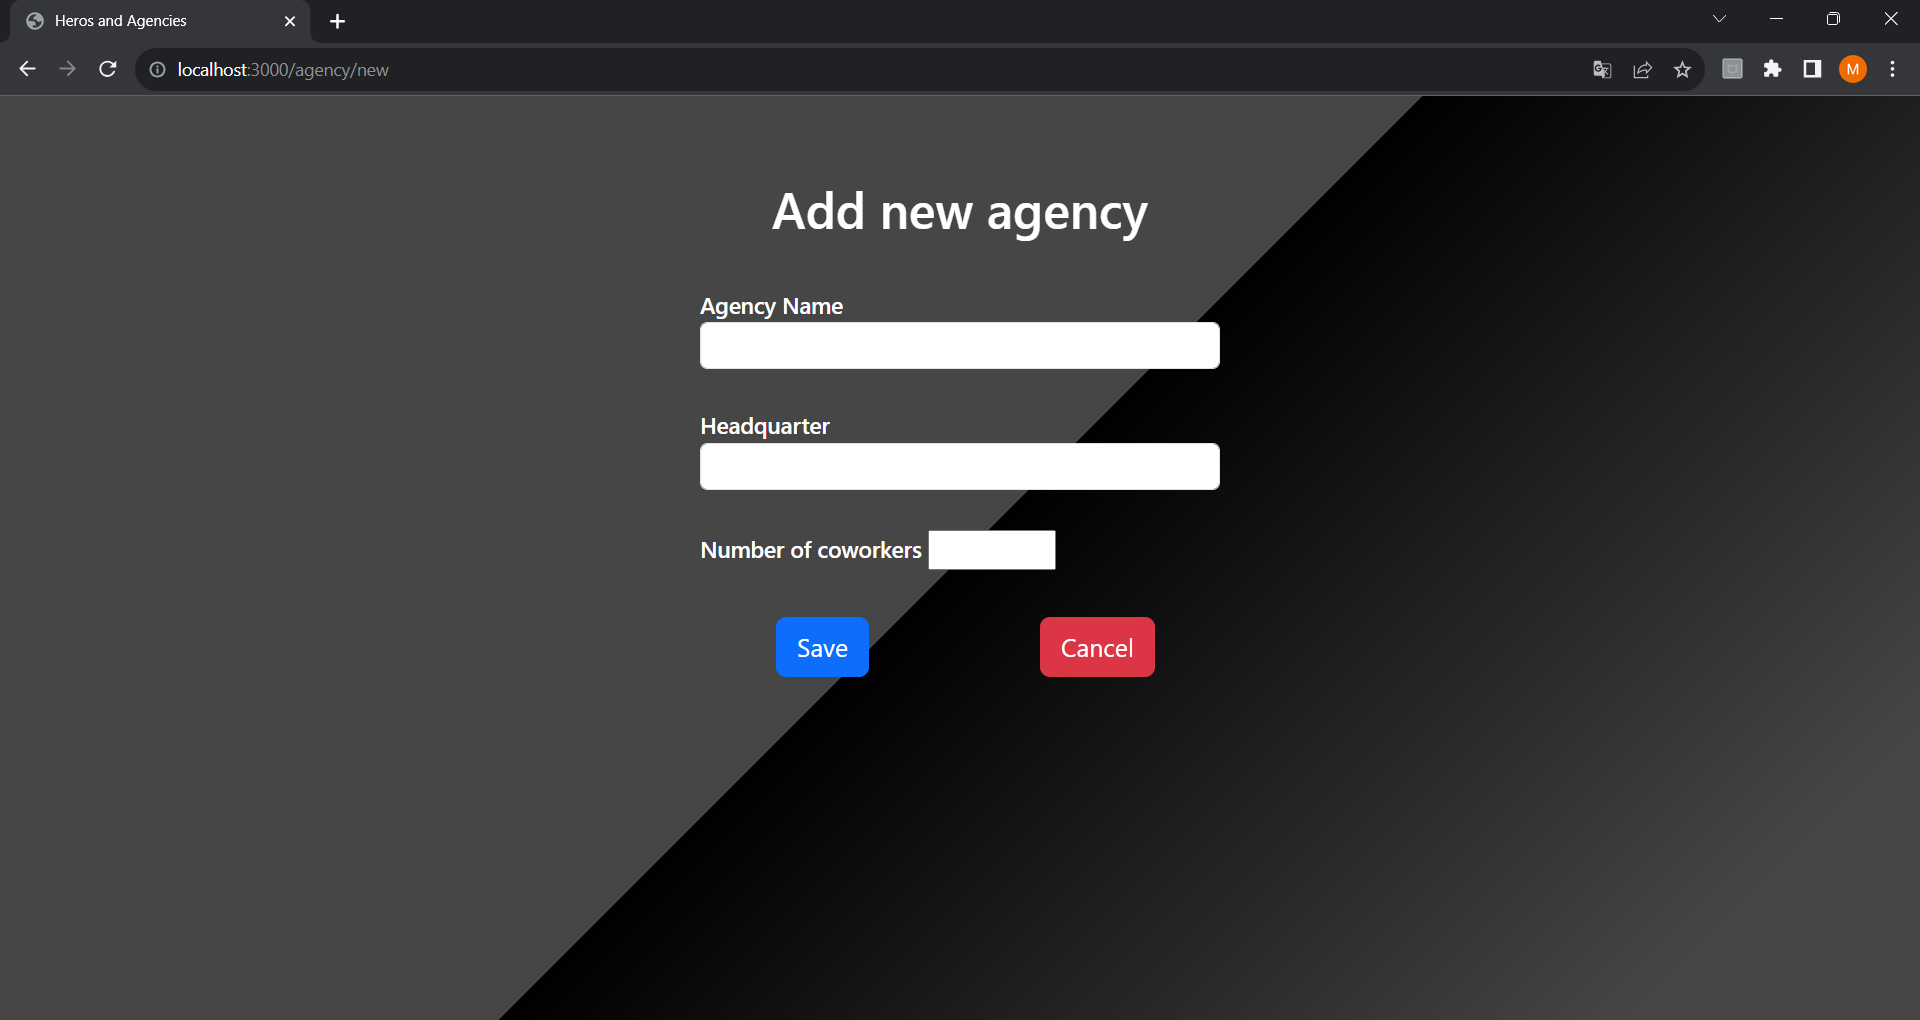 Heros and Agencies
localhost:3000/agency/new
M
Add new agency
Agency Name
Headquarter
Number of coworkers
Save Cancel